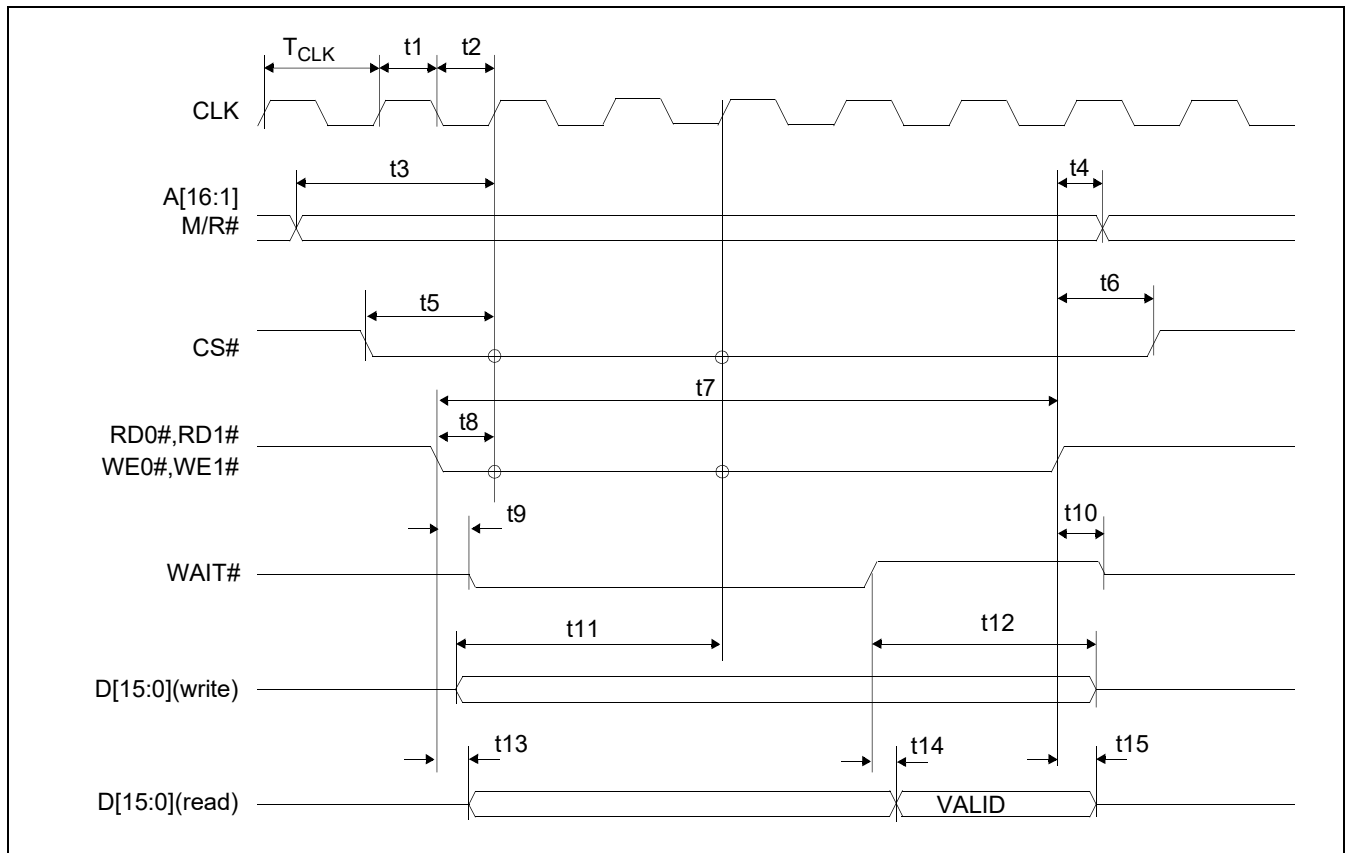 TCLK t1 t2
CLK
t3 t4
A[16:1]
M/R#
t5 t6
CS#
t7
RD0#,RD1# t8
WE0#,WE1#
t9 t10
WAIT#
t11 t12
D[15:0](write)
t13 t14 t15
D[15:0](read) VALID